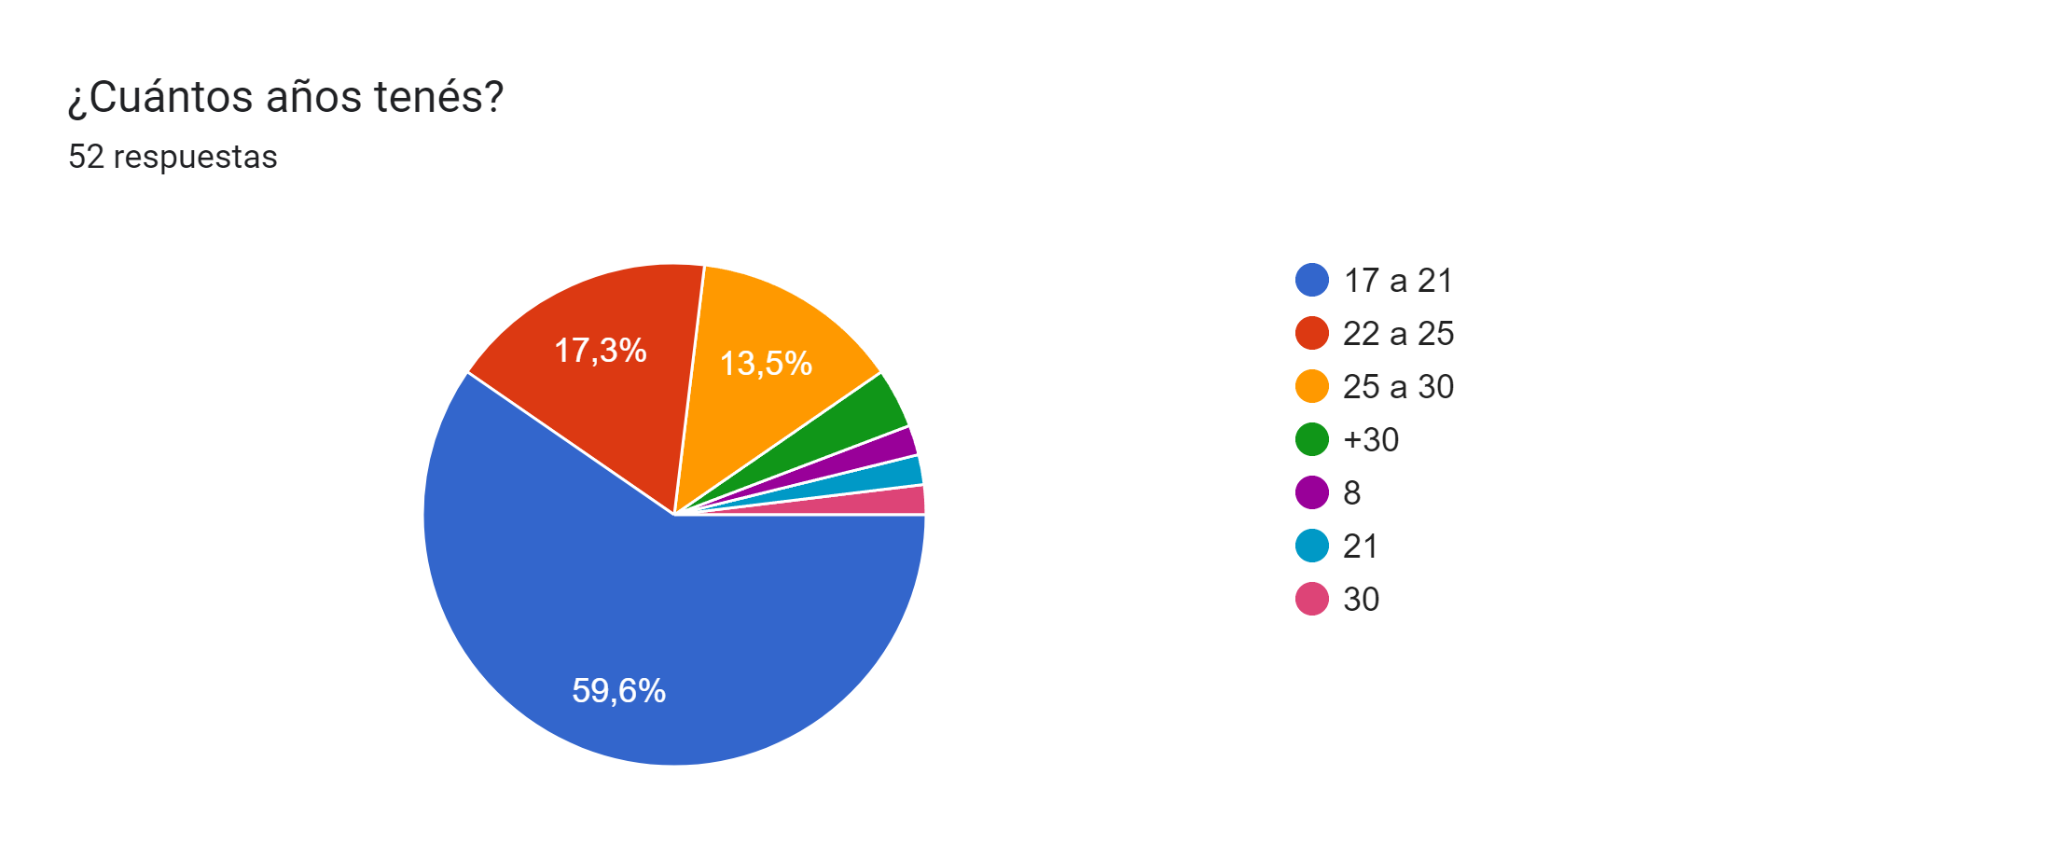 ¿Cuántos años tenés?
52 respuestas
17,3%
13,5%
59,6%
17 a 21
22 a 25
25 a 30
+30
8
21
30